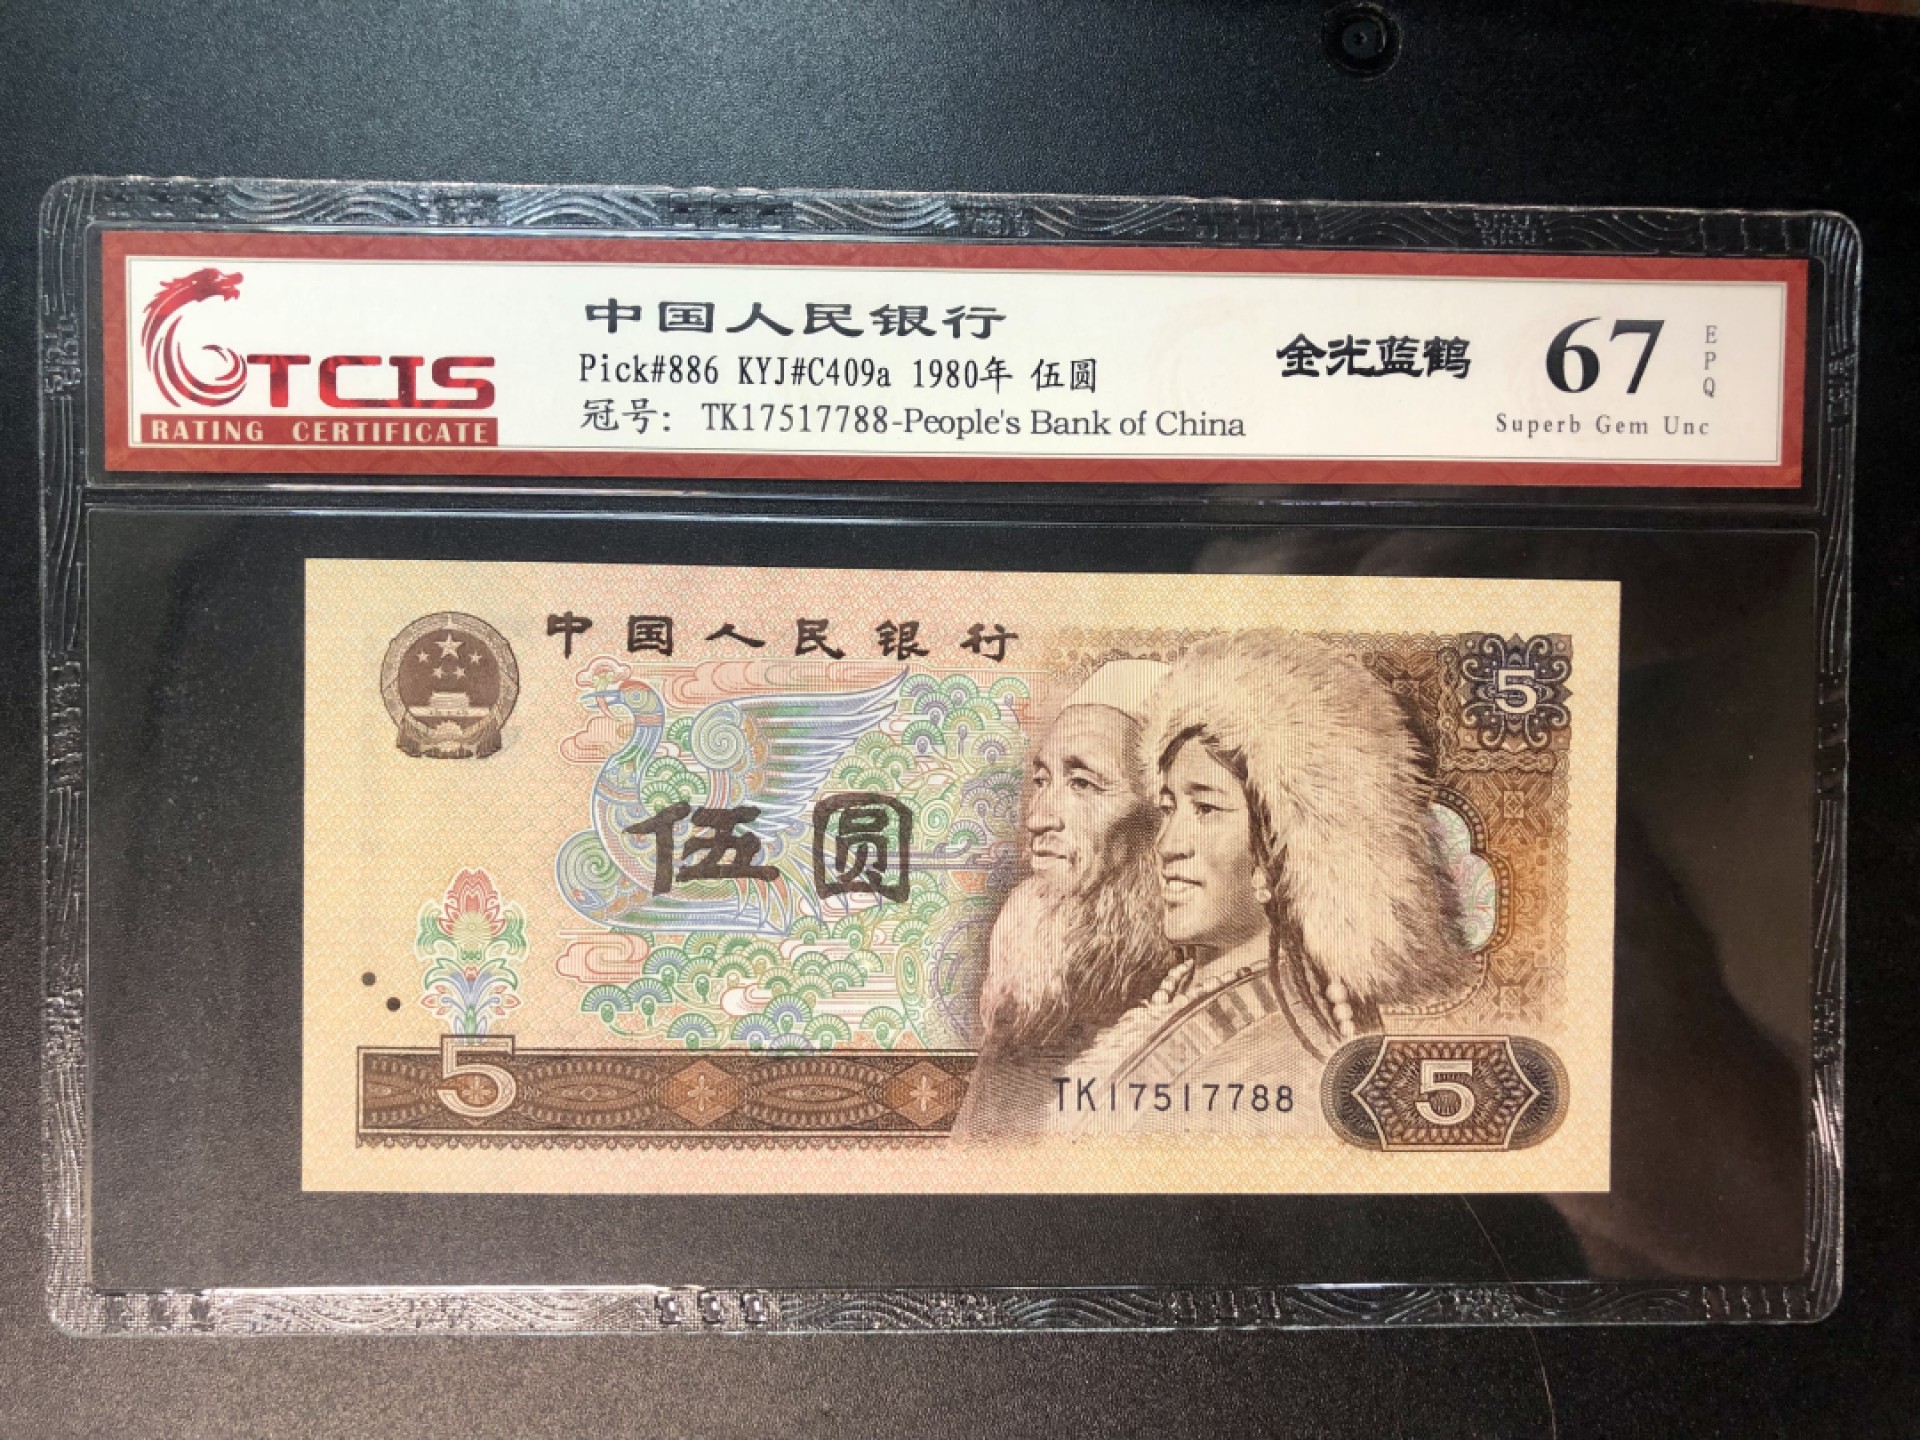 TCIS
RATING CERTIFICATE
中国人民银行
Pick#886 KYJ#C409a 1980年 伍圆
冠号: TK17517788-People's Bank of China
金光蓝鹤
67
EPQ
Superb Gem Unc
中国人民银行
5
伍圆
5
TK17517788
5